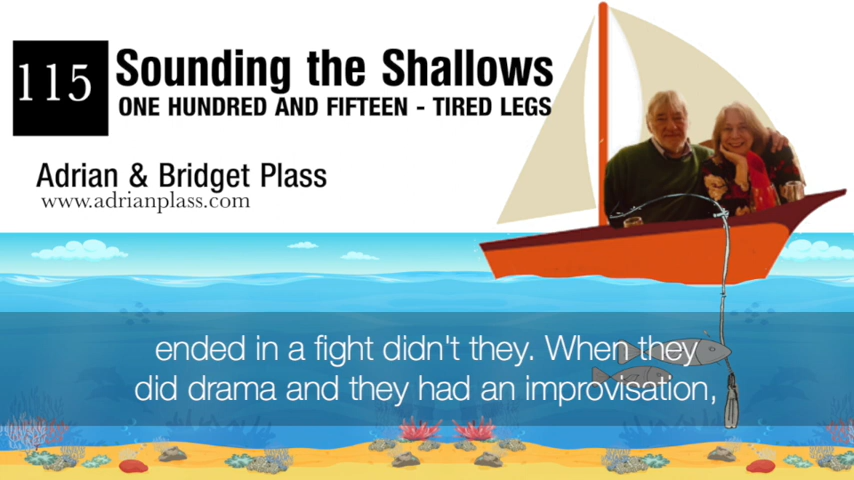 115
Sounding the Shallows
ONE HUNDRED AND FIFTEEN - TIRED LEGS
Adrian & Bridget Plass
www.adrianplass.com
ended in a fight didn't they. When they
did drama and they had an improvisation,